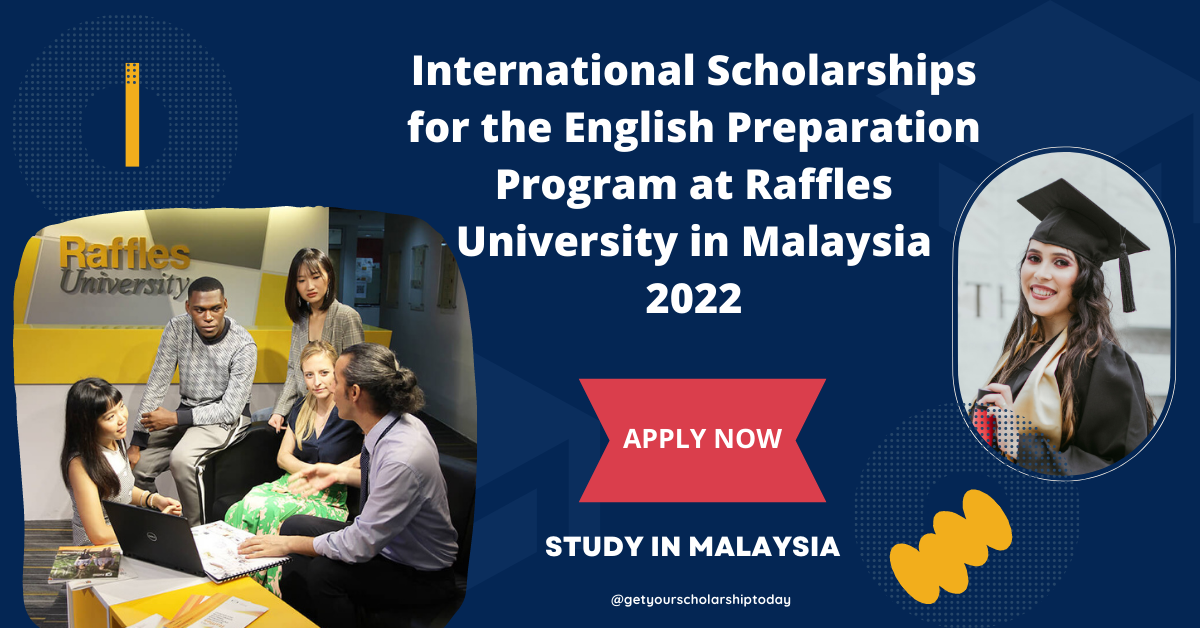 International Scholarships
for the English Preparation
Program at Raffles
University in Malaysia
2022
Raffles
University
TH
APPLY NOW
STUDY IN MALAYSIA
@getyourscholarshiptoday